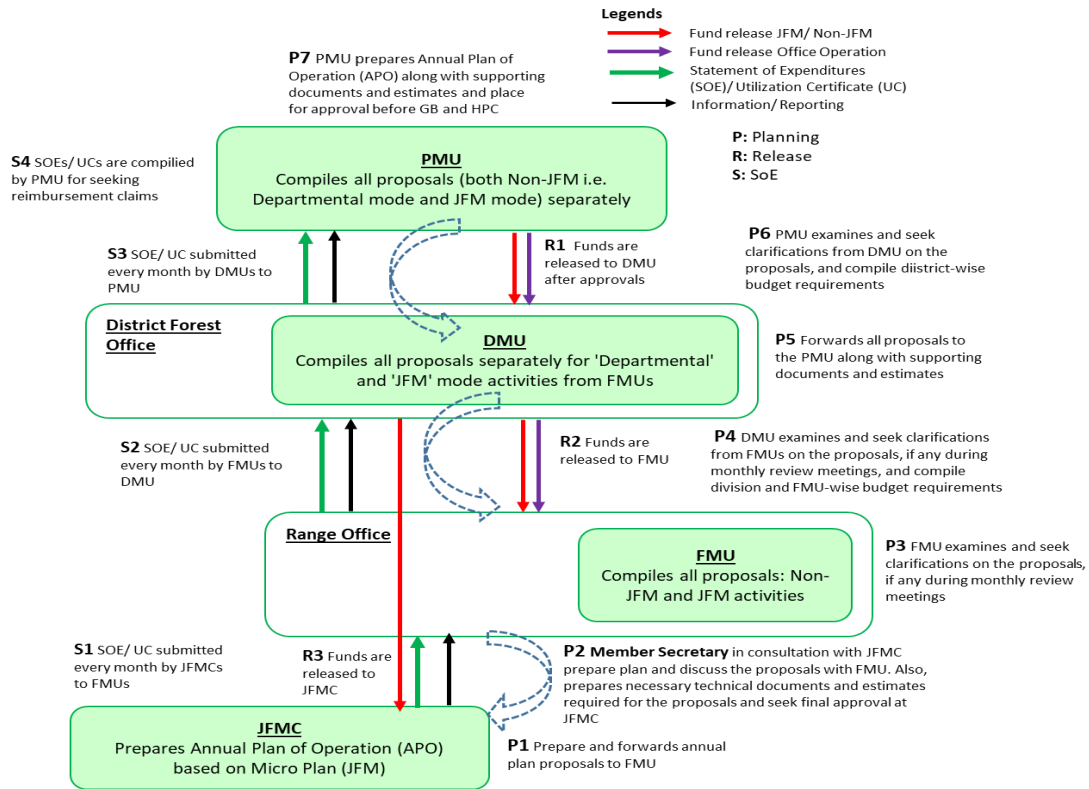 Legends
Fund release JFM/ Non-JFM
Fund release Office Operation
Statement of Expenditures
(SOE)/ Utilization Certificate (UC)
Information/ Reporting
P: Planning
R: Release
S: SoE
P7 PMU prepares Annual Plan of
Operation (APO) along with supporting
documents and estimates and place
for approval before GB and HPC
S4 SOEs/ UCs are compilied
by PMU for seeking
reimbursement claims
PMU
Compiles all proposals (both Non-JFM i.e.
Departmental mode and JFM mode) separately
S3 SOE/ UC submitted
every month by DMUs to
PMU
R1 Funds are
released to DMU
after approvals
P6 PMU examines and seek
clarifications from DMU on the
proposals, and compile diistrict-wise
budget requirements
District Forest
Office
DMU
Compiles all proposals separately for 'Departmental'
and 'JFM' mode activities from FMUs
P5 Forwards all proposals to
the PMU along with supporting
documents and estimates
S2 SOE/ UC submitted
every month by FMUs to
DMU
R2 Funds are
released to FMU
P4 DMU examines and seek clarifications
from FMUs on the proposals, if any during
monthly review meetings, and compile
division and FMU-wise budget requirements
Range Office
FMU
Compiles all proposals: Non-
JFM and JFM activities
P3 FMU examines and seek
clarifications on the proposals,
if any during monthly review
meetings
S1 SOE/ UC submitted
every month by JFMCs
to FMUs
R3 Funds are
released to
JFMC
P2 Member Secretary in consultation with JFMC
prepare plan and discuss the proposals with FMU. Also,
prepares necessary technical documents and estimates
required for the proposals and seek final approval at
JFMC
JFMC
Prepares Annual Plan of Operation (APO)
based on Micro Plan (JFM)
P1 Prepare and forwards annual
plan proposals to FMU